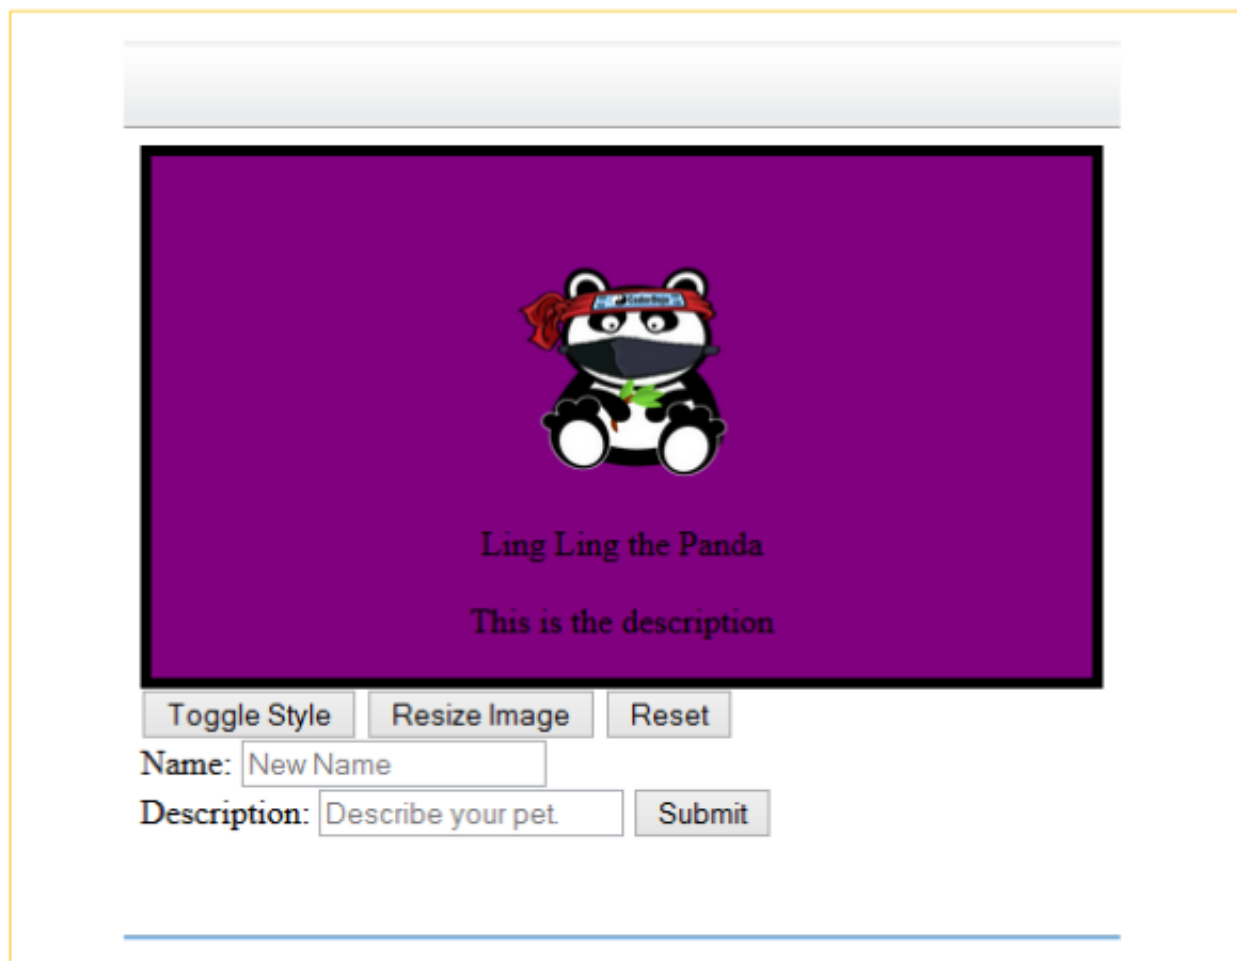 CoderDojo
Ling Ling the Panda
This is the description
Toggle Style Resize Image Reset
Name: New Name
Description: Describe your pet. Submit